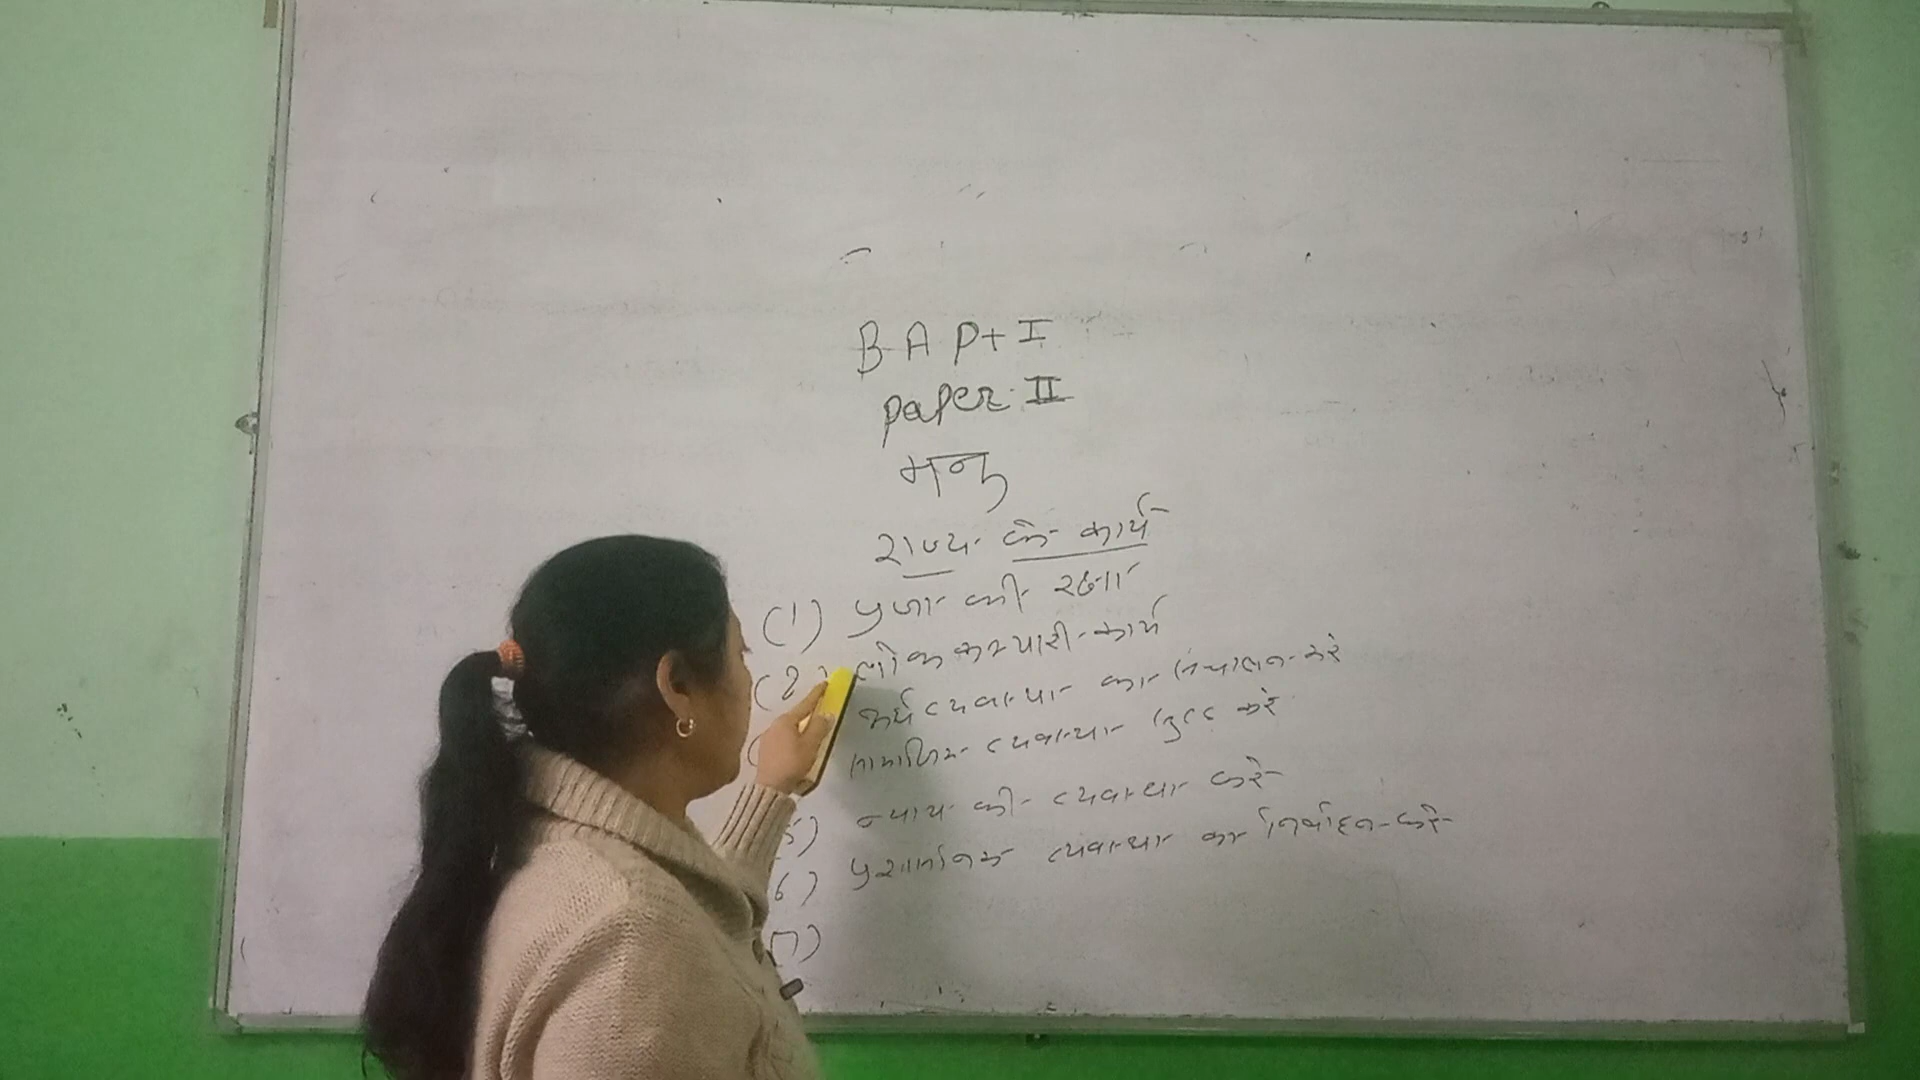 B A Pt I
Paper II
मनु
राज्य के कार्य
(1) प्रजा की रक्षा
(2) लोक कल्याणकारी कार्य
अर्थव्यवस्था का संचालन करे
सामाजिक व्यवस्था करे
5) न्याय की व्यवस्था करे
6) प्रशासनिक व्यवस्था का निर्वाहन करे
(7)